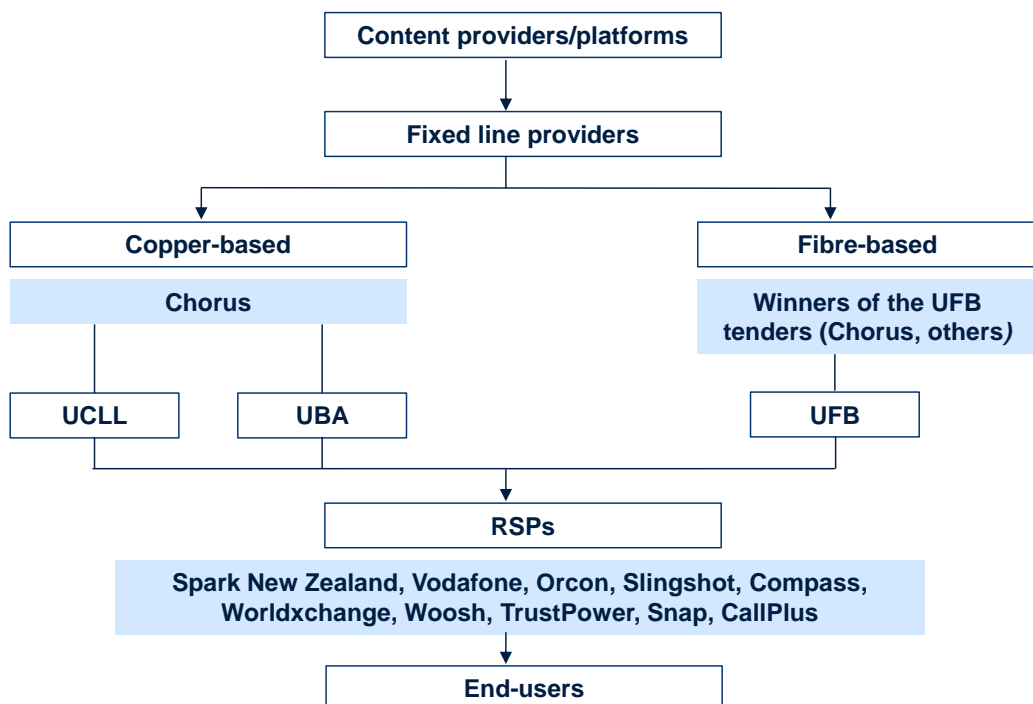 Content providers/platforms
Fixed line providers
Copper-based
Fibre-based
Chorus
Winners of the UFB
tenders (Chorus, others)
UCLL
UBA
UFB
RSPs
Spark New Zealand, Vodafone, Orcon, Slingshot, Compass,
Worldxchange, Woosh, TrustPower, Snap, CallPlus
End-users